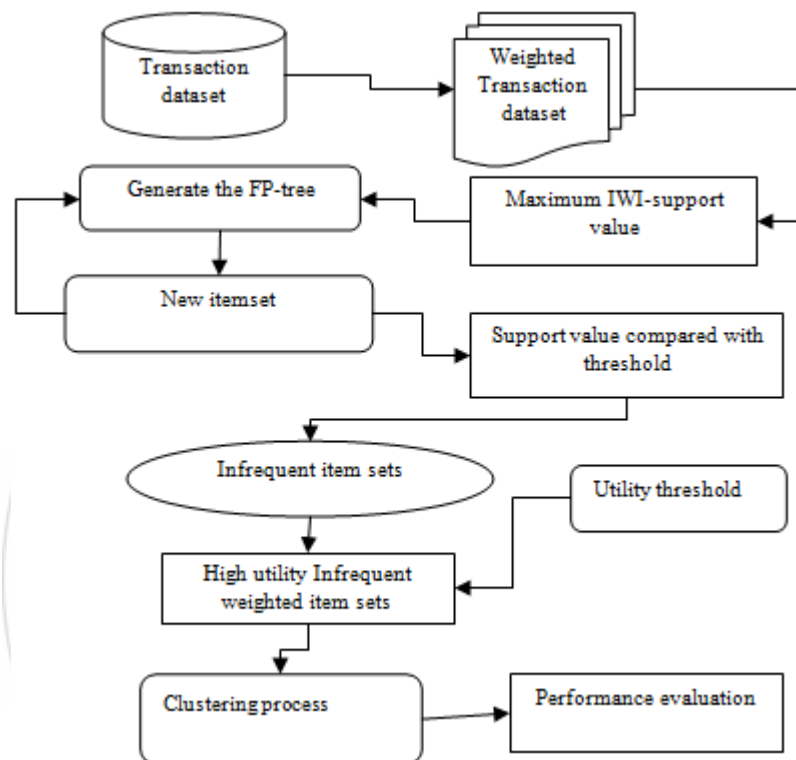 Transaction
dataset
Weighted
Transaction
dataset
Generate the FP-tree
Maximum IWI-support
value
New itemset
Support value compared with
threshold
Infrequent item sets
Utility threshold
High utility Infrequent
weighted item sets
Clustering process
Performance evaluation